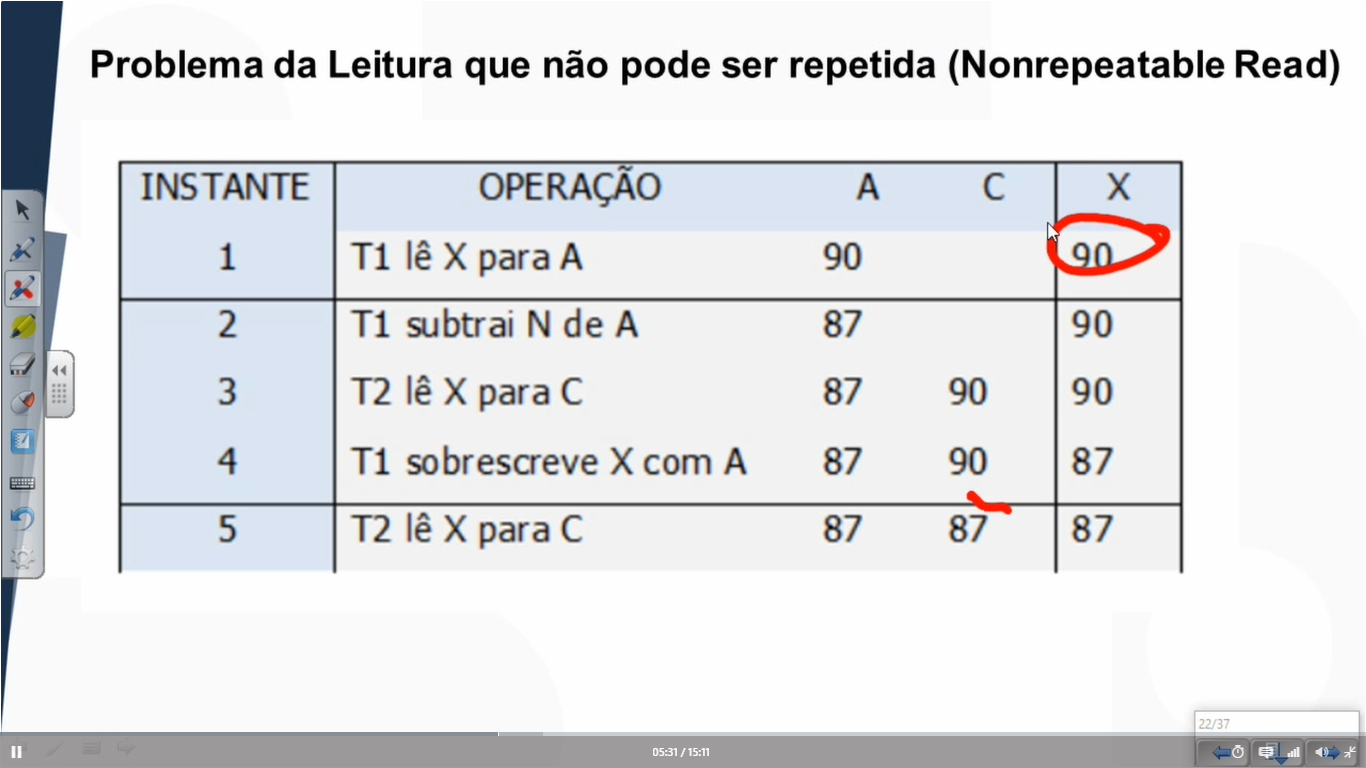 Problema da Leitura que não pode ser repetida (Nonrepeatable Read)
INSTANTE OPERAÇÃO A C X
1 T1 lê X para A 90 90
2 T1 subtrai N de A 87 90
3 T2 lê X para C 87 90 90
4 T1 sobrescreve X com A 87 90 87
5 T2 lê X para C 87 87 87
22/37
05:31 / 15:11